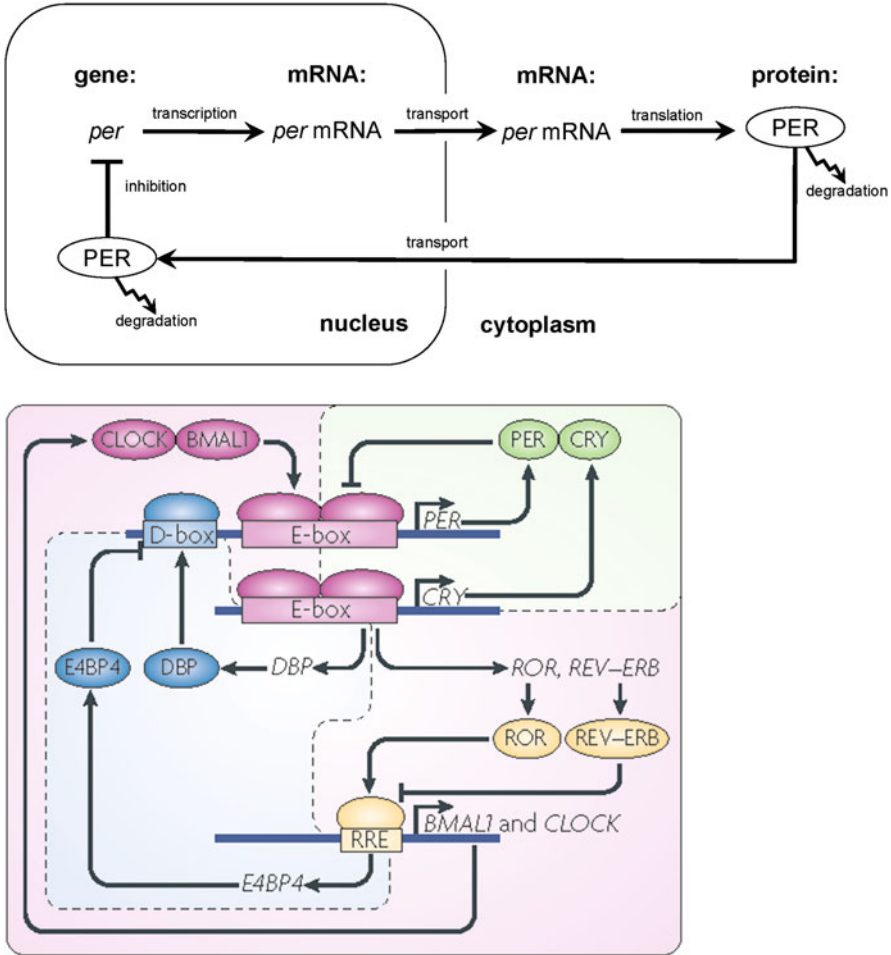 gene: mRNA: mRNA: protein:
transcription transport translation
per per mRNA per mRNA PER
inhibition degradation
transport
PER
degradation
nucleus cytoplasm
CLOCK BMAL1 PER CRY
D-box E-box PER
E-box CRY
E4BP4 DBP DBP ROR, REV–ERB
ROR REV–ERB
RRE BMAL1 and CLOCK
E4BP4